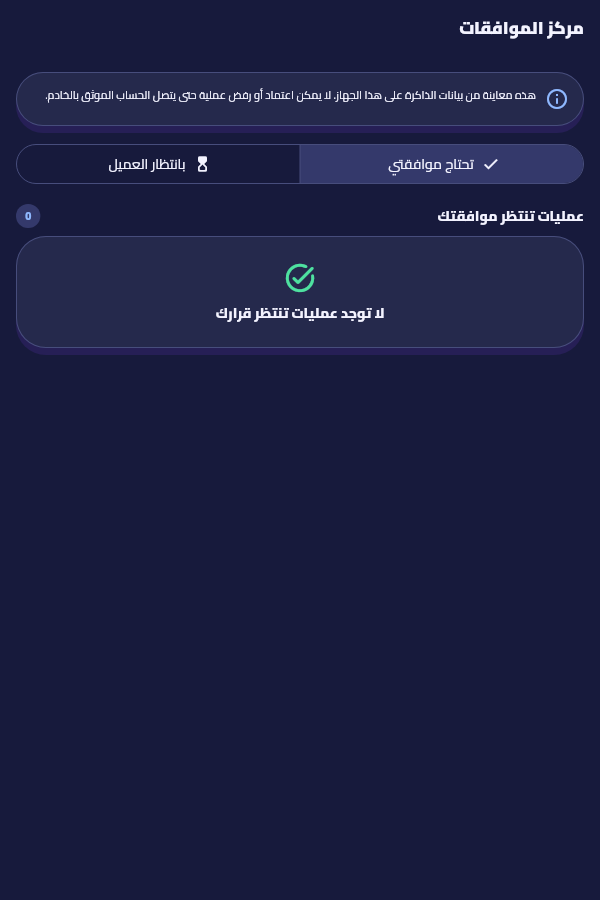 مركز الموافقات
هذه معاينة من بيانات الذاكرة على هذا الجهاز. لا يمكن اعتماد أو رفض عملية حتى يتصل الحساب الموثق بالخادم.
تحتاج موافقتي
بانتظار العميل
عمليات تنتظر موافقتك
0
لا توجد عمليات تنتظر قرارك